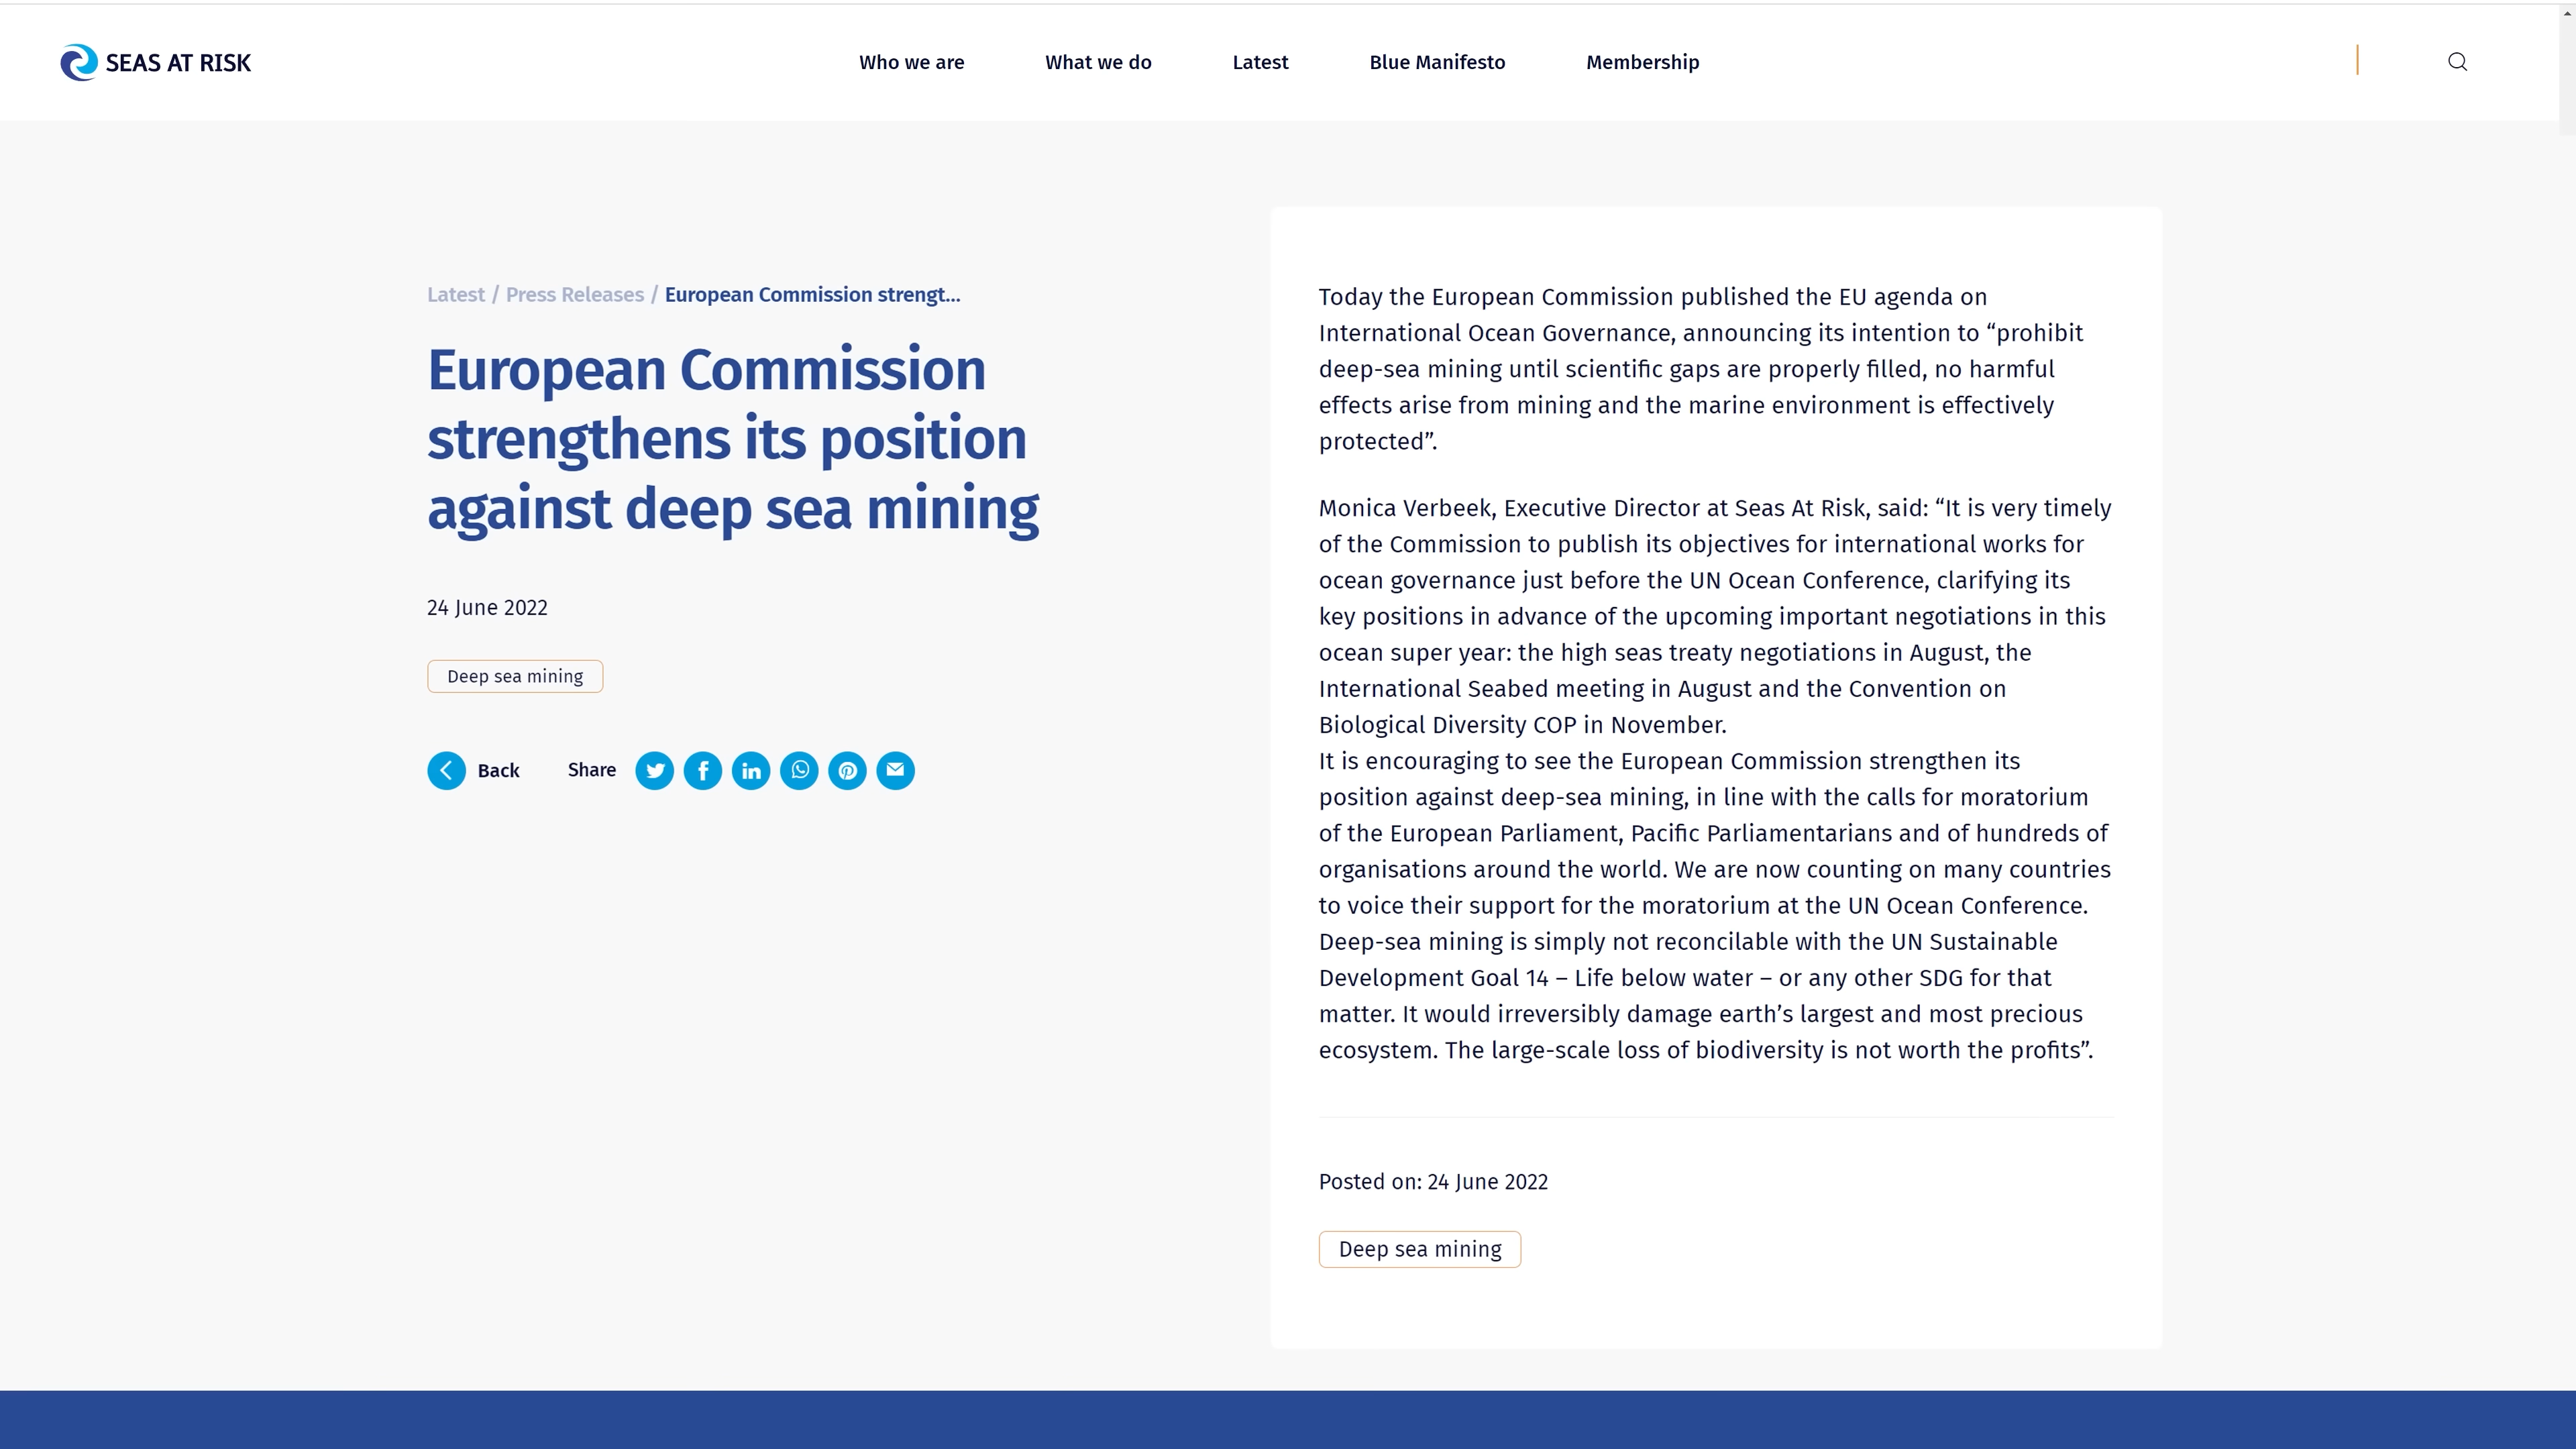 SEAS AT RISK
Who we are
What we do
Latest
Blue Manifesto
Membership
Latest / Press Releases / European Commission strengt...
European Commission
strengthens its position
against deep sea mining
24 June 2022
Deep sea mining
Back
Share
Today the European Commission published the EU agenda on
International Ocean Governance, announcing its intention to “prohibit
deep-sea mining until scientific gaps are properly filled, no harmful
effects arise from mining and the marine environment is effectively
protected”.
Monica Verbeek, Executive Director at Seas At Risk, said: “It is very timely
of the Commission to publish its objectives for international works for
ocean governance just before the UN Ocean Conference, clarifying its
key positions in advance of the upcoming important negotiations in this
ocean super year: the high seas treaty negotiations in August, the
International Seabed meeting in August and the Convention on
Biological Diversity COP in November.
It is encouraging to see the European Commission strengthen its
position against deep-sea mining, in line with the calls for moratorium
of the European Parliament, Pacific Parliamentarians and of hundreds of
organisations around the world. We are now counting on many countries
to voice their support for the moratorium at the UN Ocean Conference.
Deep-sea mining is simply not reconcilable with the UN Sustainable
Development Goal 14 – Life below water – or any other SDG for that
matter. It would irreversibly damage earth’s largest and most precious
ecosystem. The large-scale loss of biodiversity is not worth the profits”.
Posted on: 24 June 2022
Deep sea mining